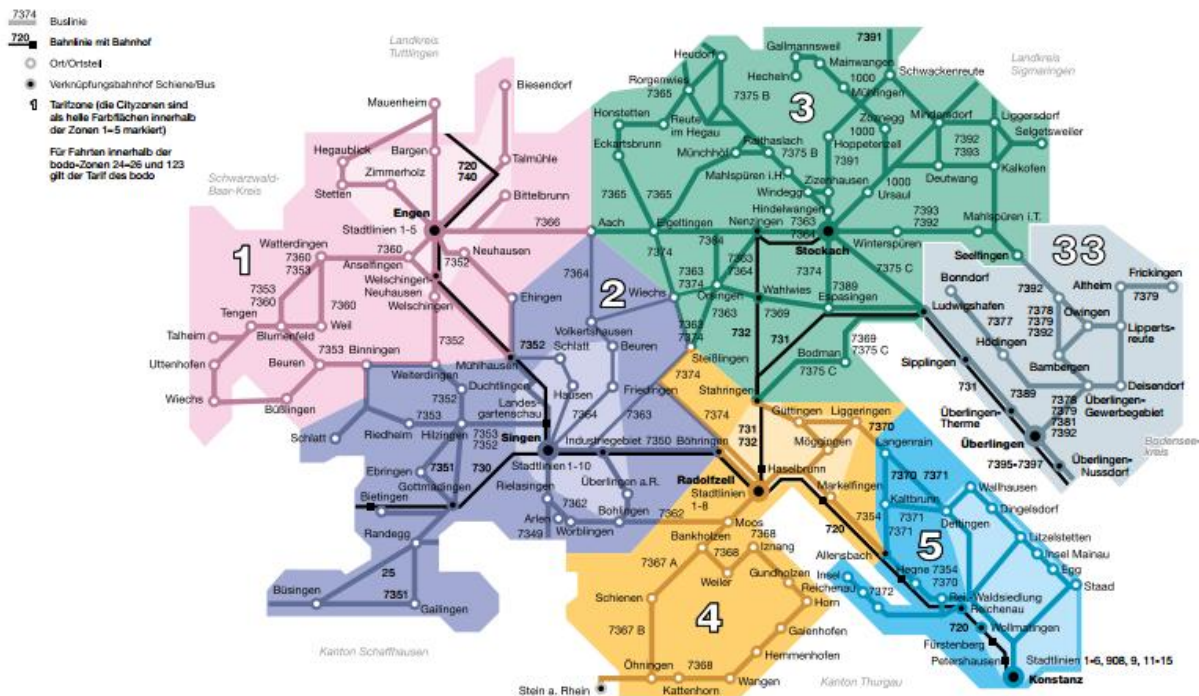 7374
Buslinie
720
Bahnlinie mit Bahnhof
Ort/Ortsteil
Verknüpfungsbahnhof Schiene/Bus
Tarifzone (die Cityzonen sind
als helle Farbflächen innerhalb
der Zonen 1-5 markiert)
Für Fahrten innerhalb der
bodo-Zonen 24-26 und 123
gilt der Tarif des bodo
Landkreis
Tuttlingen
Landkreis
Sigmaringen
Schwarzwald-
Baar-Kreis
Bodensee-
kreis
Kanton Schaffhausen
Kanton Thurgau
1
Biesendorf
Mauenheim
Hegaublick
Bargen
720
740
Talmühle
Zimmerholz
Stetten
Bittelbrunn
Engen
Stadtlinien 1-5
7366
Watterdingen
7360
7353
7360
Anselfingen
7352
Neuhausen
Welschingen-
Neuhausen
Welschingen
Ehingen
7353
7360
Tengen
7360
Talheim
Blumenfeld
Weil
7352
Uttenhofen
Beuren
7353
Binningen
Wiechs
Büßlingen
2
7364
Wiechs
Volkertshausen
7352
Schlatt
Beuren
Mühlhausen
Weiterdingen
Duchtlingen
7352
Landes-
gartenschau
Hausen
Friedingen
7364
7363
Schlatt
Riedheim
7353
Hilzingen
7353
7352
Singen
Stadtlinien 1-10
Industriegebiet
7350
Böhringen
Ebringen
7351
730
Gottmadingen
Bietingen
Rielasingen
Überlingen a.R.
7362
Arlen
Worblingen
Bohlingen
7362
7349
Randegg
25
7351
Büsingen
Gailingen
3
7391
Heudorf
Gallmannsweil
Mainwangen
Schwackenreute
Hecheln
Rorgenwies
7365
7375 B
1000
Mühlingen
Honstetten
Reute
im Hegau
Zoznegg
Mindersdorf
Liggersdorf
Selgetsweiler
Raithaslach
1000
Hoppetenzell
7392
7393
Eckartsbrunn
Münchhöf
7375 B
7391
Mahlspüren i.H.
Zizenhausen
Deutwang
Kalkofen
Windegg
1000
Ursaul
7365
7365
Hindelwangen
7363
7364
7393
7392
Mahlspüren i.T.
Aach
Eigeltingen
Nenzingen
Stockach
Winterspüren
Seelfingen
7374
7364
7363
7364
7374
7375 C
7363
7374
Orsingen
Wahlwies
7389
Espasingen
7363
7369
7363
7374
732
731
7369
7375 C
Steißlingen
Bodman
7375 C
7374
Stahringen
33
Bonndorf
Frickingen
Altheim
7392
7379
Ludwigshafen
7378
7379
7392
Owingen
7377
Lipperts-
reute
Hödingen
Sipplingen
Bambergen
731
7389
Deisendorf
7378
7379
7381
7392
Überlingen-
Gewerbegebiet
Überlingen-
Therme
Überlingen
7395-7397
Überlingen-
Nussdorf
4
7374
731
732
Güttingen
Liggeringen
7370
Möggingen
Haselbrunn
Radolfzell
Stadtlinien
1-8
Markelfingen
7354
720
Moos
Bankholzen
7368
Iznang
7367 A
7368
Weiler
Gundholzen
Schienen
Horn
Gaienhofen
7367 B
Hemmenhofen
Öhningen
7368
Stein a. Rhein
Kattenhorn
Wangen
5
Langenrain
7370
7371
Wallhausen
Kaltbrunn
Dingelsdorf
7371
Dettingen
7371
Litzelstetten
Allensbach
Insel Mainau
Hegne
7354
7370
Egg
Staad
Insel
Reichenau
7372
Rei.-Waldsiedlung
Reichenau
720
Wollmatingen
Fürstenberg
Petershausen
Stadtlinien 1-6, 908, 9, 11-15
Konstanz